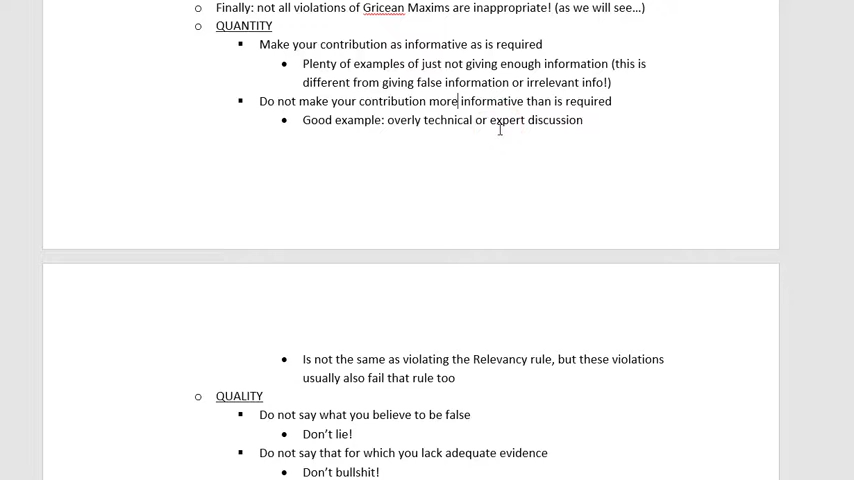 o Finally: not all violations of Gricean Maxims are inappropriate! (as we will see…)
o QUANTITY
▪ Make your contribution as informative as is required
• Plenty of examples of just not giving enough information (this is
different from giving false information or irrelevant info!)
▪ Do not make your contribution more informative than is required
• Good example: overly technical or expert discussion
• Is not the same as violating the Relevancy rule, but these violations
usually also fail that rule too
o QUALITY
▪ Do not say what you believe to be false
• Don’t lie!
▪ Do not say that for which you lack adequate evidence
• Don’t bullshit!